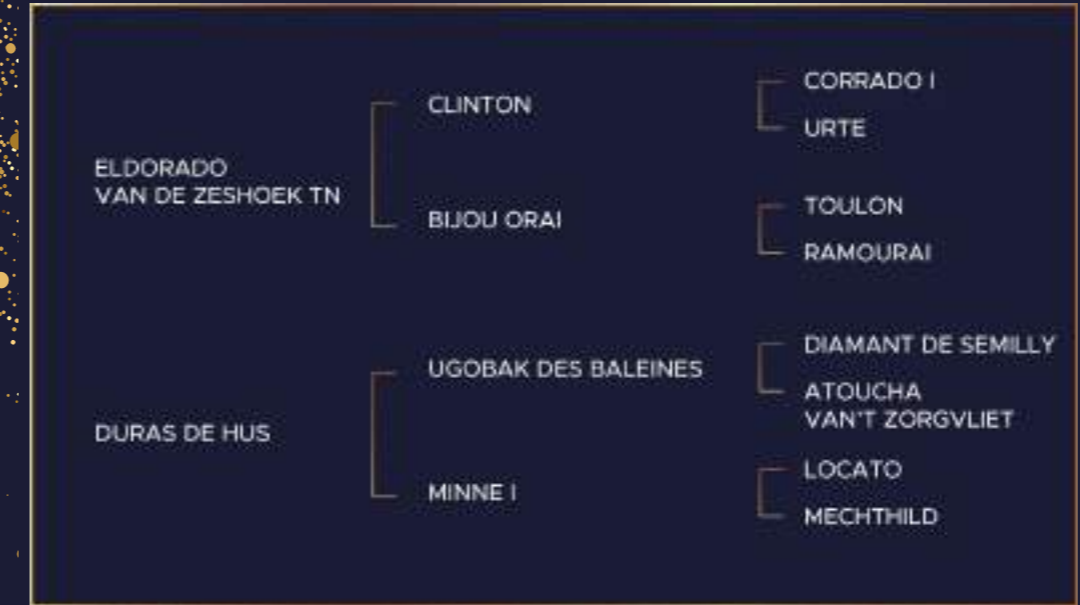 CORRADO I
CLINTON
URTE
ELDORADO
VAN DE ZESHOEK TN
TOULON
BIJOU ORAI
RAMOURAI
DIAMANT DE SEMILLY
UGOBAK DES BALEINES
ATOUCHA
VAN'T ZORGVLIET
DURAS DE HUS
LOCATO
MINNE I
MECHTHILD